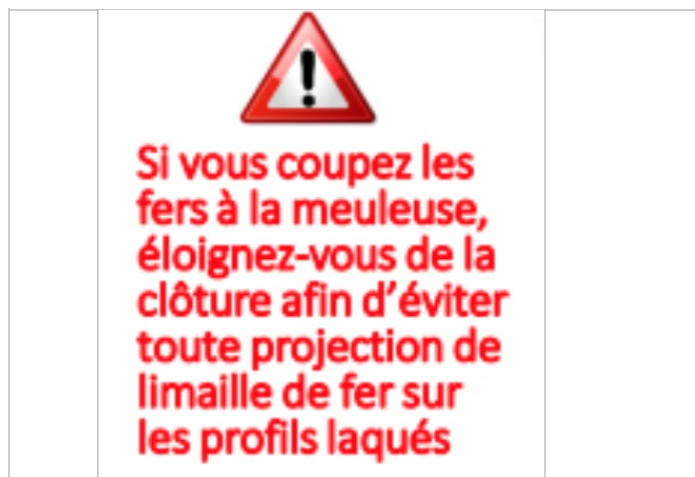 Si vous coupez les
fers à la meuleuse,
éloignez-vous de la
clôture afin d’éviter
toute projection de
limaille de fer sur
les profils laqués